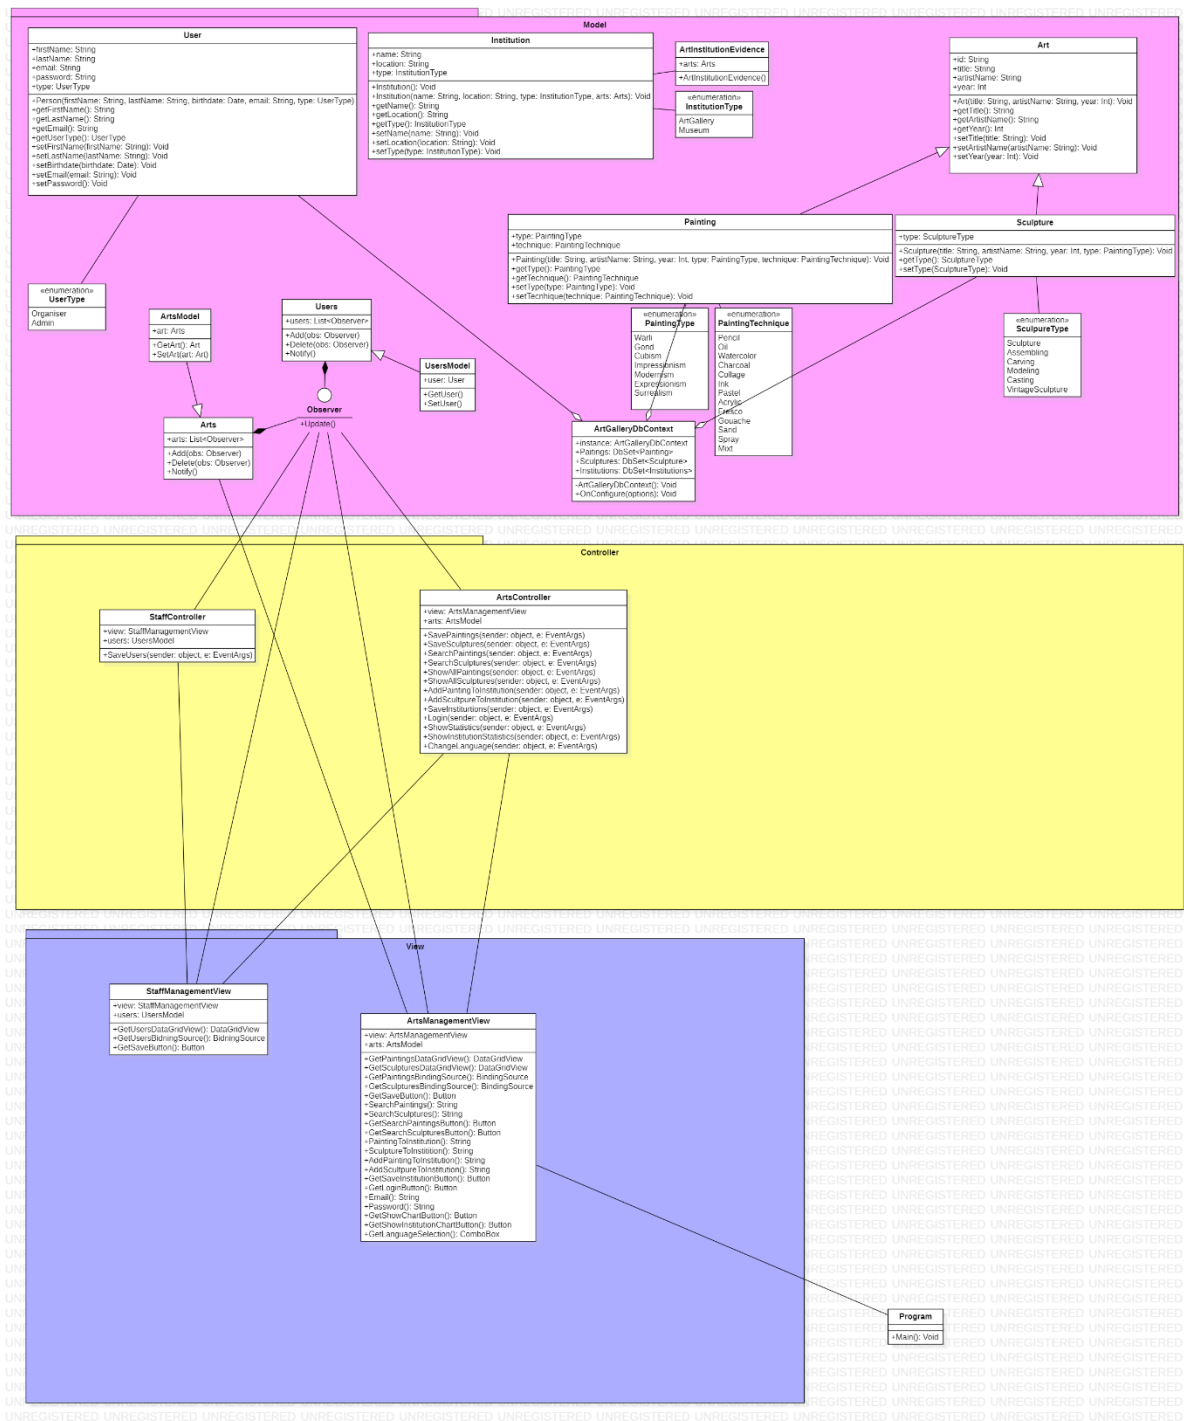 Model
User
+firstName: String
+lastName: String
+email: String
+password: String
+type: UserType
+Person(firstName: String, lastName: String, birthdate: Date, email: String, type: UserType)
+getFirstName(): String
+getLastName(): String
+getEmail(): String
+getUserType(): UserType
+setFirstName(firstName: String): Void
+setLastName(lastName: String): Void
+setBirthdate(birthdate: Date): Void
+setEmail(email: String): Void
+setPassword(): Void
Institution
+name: String
+location: String
+type: InstitutionType
+Institution(): Void
+Institution(name: String, location: String, type: InstitutionType, arts: Arts): Void
+getName(): String
+getLocation(): String
+getType(): InstitutionType
+setName(name: String): Void
+setLocation(location: String): Void
+setType(type: InstitutionType): Void
ArtInstitutionEvidence
+arts: Arts
+ArtInstitutionEvidence()
«enumeration»
InstitutionType
ArtGallery
Museum
Art
+id: String
+title: String
+artistName: String
+year: Int
+Art(title: String, artistName: String, year: Int): Void
+getTitle(): String
+getArtistName(): String
+getYear(): Int
+setTitle(title: String): Void
+setArtistName(artistName: String): Void
+setYear(year: Int): Void
Painting
+type: PaintingType
+technique: PaintingTechnique
+Painting(title: String, artistName: String, year: Int, type: PaintingType, technique: PaintingTechnique): Void
+getType(): PaintingType
+getTechnique(): PaintingTechnique
+setType(type: PaintingType): Void
+setTecnhique(technique: PaintingTechnique): Void
Sculpture
+type: SculptureType
+Sculpture(title: String, artistName: String, year: Int, type: PaintingType): Void
+getType(): SculptureType
+setType(SculptureType): Void
«enumeration»
UserType
Organiser
Admin
ArtsModel
+art: Arts
+GetArt(): Art
+SetArt(art: Art)
Users
+users: List<Observer>
+Add(obs: Observer)
+Delete(obs: Observer)
+Notify()
UsersModel
+user: User
+GetUser()
+SetUser()
Observer
+Update()
Arts
+arts: List<Observer>
+Add(obs: Observer)
+Delete(obs: Observer)
+Notify()
«enumeration»
PaintingType
Warli
Gond
Cubism
Impressionism
Modernism
Expressionism
Surrealism
«enumeration»
PaintingTechnique
Pencil
Oil
Watercolor
Charcoal
Collage
Ink
Pastel
Acrylic
Fresco
Gouache
Sand
Spray
Mixt
«enumeration»
SculpureType
Sculpture
Assembling
Carving
Modeling
Casting
VintageSculpture
ArtGalleryDbContext
+instance: ArtGalleryDbContext
+Paitings: DbSet<Painting>
+Sculptures: DbSet<Sculpture>
+Institutions: DbSet<Institutions>
-ArtGalleryDbContext(): Void
+OnConfigure(options): Void
Controller
StaffController
+view: StaffManagementView
+users: UsersModel
+SaveUsers(sender: object, e: EventArgs)
ArtsController
+view: ArtsManagementView
+arts: ArtsModel
+SavePaintings(sender: object, e: EventArgs)
+SaveSculptures(sender: object, e: EventArgs)
+SearchPaintings(sender: object, e: EventArgs)
+SearchSculptures(sender: object, e: EventArgs)
+ShowAllPaintings(sender: object, e: EventArgs)
+ShowAllSculptures(sender: object, e: EventArgs)
+AddPaintingToInstitution(sender: object, e: EventArgs)
+AddScultpureToInstitution(sender: object, e: EventArgs)
+SaveInstiturtions(sender: object, e: EventArgs)
+Login(sender: object, e: EventArgs)
+ShowStatistics(sender: object, e: EventArgs)
+ShowInstitutionStatistics(sender: object, e: EventArgs)
+ChangeLanguage(sender: object, e: EventArgs)
View
StaffManagementView
+view: StaffManagementView
+users: UsersModel
+GetUsersDataGridView(): DataGridView
+GetUsersBidningSource(): BidningSource
+GetSaveButton(): Button
ArtsManagementView
+view: ArtsManagementView
+arts: ArtsModel
+GetPaintingsDataGridView(): DataGridView
+GetSculpturesDataGridView(): DataGridView
+GetPaintingsBindingSource(): BindingSource
+GetSculpturesBindingSource(): BindingSource
+GetSaveButton(): Button
+SearchPaintings(): String
+SearchSculptures(): String
+GetSearchPaintingsButton(): Button
+GetSearchSculpturesButton(): Button
+PaintingToInstitution(): String
+SculptureToInstitition(): String
+AddPaintingToInstitution(): String
+AddScultpureToInstitution(): String
+GetSaveInstitutionButton(): Button
+GetLoginButton(): Button
+Email(): String
+Password(): String
+GetShowChartButton(): Button
+GetShowInstitutionChartButton(): Button
+GetLanguageSelection(): ComboBox
Program
+Main(): Void